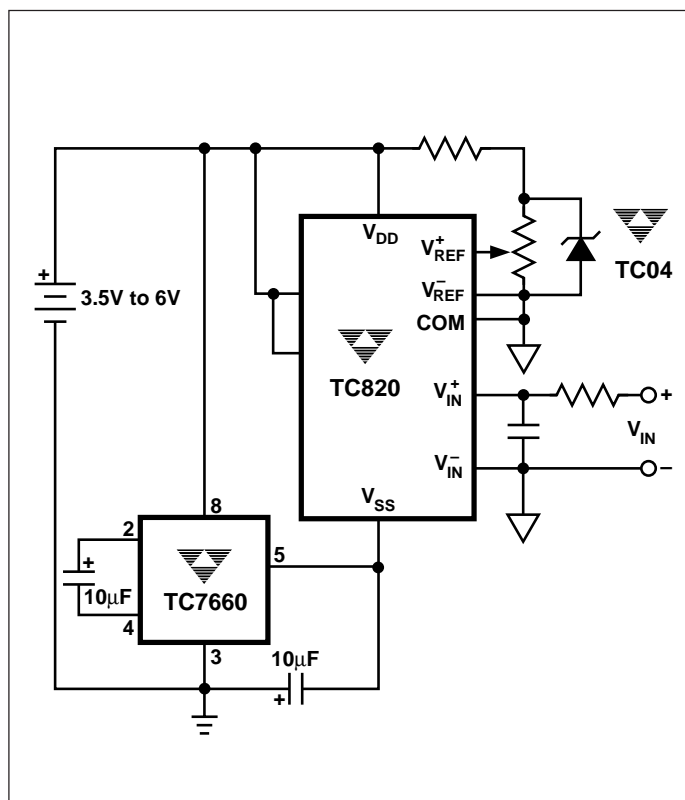 V_DD
V⁺_REF
V⁻_REF
COM
TC04
+
3.5V to 6V
TC820
V⁺_IN
+
V_IN
V⁻_IN
–
V_SS
8
2
5
+
10µF
TC7660
4
3
10µF
+